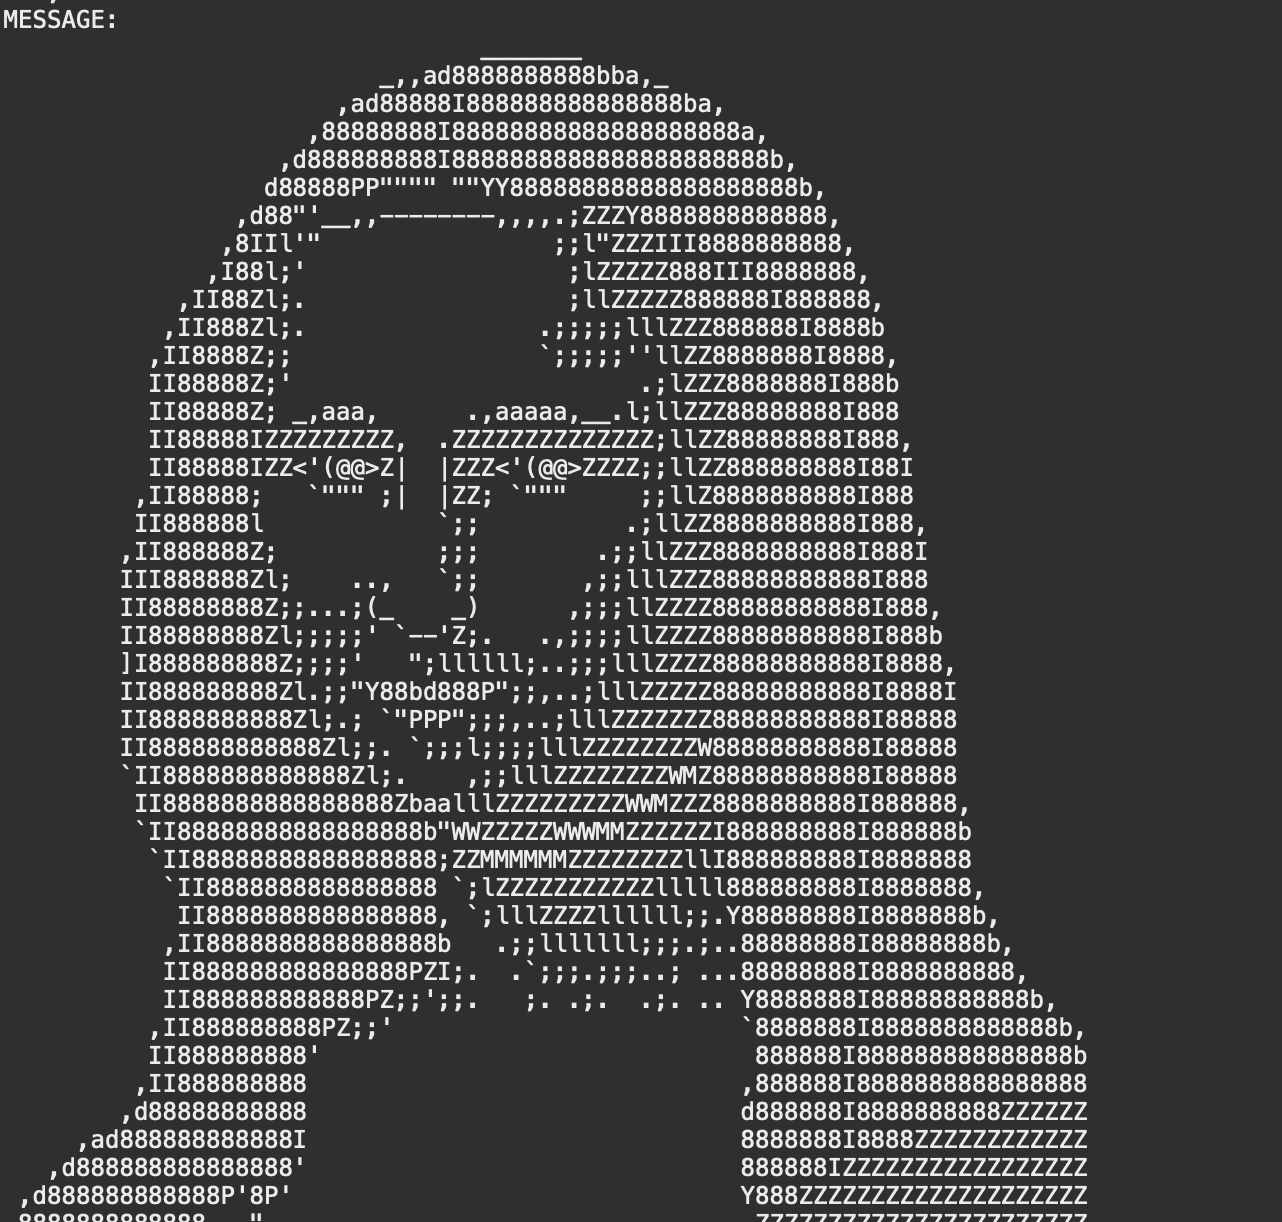 MESSAGE:
_______
_,,ad8888888888bba,_
,ad88888I888888888888888ba,
,88888888I88888888888888888888a,
,d888888888I8888888888888888888888b,
d88888PP"""" ""YY88888888888888888888b,
,d88"'__,,--------,,,,.;ZZZY8888888888888,
,8IIl'" ;;l"ZZZIII8888888888,
,I88l;' ;lZZZZZ888III8888888,
,II88Zl;. ;llZZZZZ888888I888888,
,II888Zl;. .;;;;;lllZZZ888888I8888b
,II8888Z;; `;;;;;''llZZ8888888I8888,
II88888Z;' .;lZZZ8888888I888b
II88888Z; _,aaa, .,aaaaa,__.l;llZZZ88888888I888
II88888IZZZZZZZZZ, .ZZZZZZZZZZZZZZ;llZZ88888888I888,
II88888IZZ<'(@@>Z| |ZZZ<'(@@>ZZZZ;;llZZ888888888I88I
,II88888; `""" ;| |ZZ; `""" ;;llZ8888888888I888
II888888l `;; .;llZZ8888888888I888,
,II888888Z; ;;; .;;llZZZ8888888888I888I
III888888Zl; .., `;; ,;;lllZZZ88888888888I888
II88888888Z;;...;(_ _) ,;;;llZZZZ88888888888I888,
II88888888Zl;;;;;' `--'Z;. .,;;;;llZZZZ88888888888I888b
]I888888888Z;;;;' ";llllll;..;;;lllZZZZ88888888888I8888,
II888888888Zl.;;"Y88bd888P";;,..;lllZZZZZ88888888888I8888I
II8888888888Zl;.; `"PPP";;;,..;lllZZZZZZZ88888888888I88888
II888888888888Zl;;. `;;;l;;;;lllZZZZZZZZW88888888888I88888
`II8888888888888Zl;. ,;;lllZZZZZZZZWMZ88888888888I88888
II8888888888888888ZbaalllZZZZZZZZZWWMZZZ8888888888I888888,
`II88888888888888888b"WWZZZZZWWWMMZZZZZZI888888888I888888b
`II88888888888888888;ZZMMMMMMZZZZZZZZllI888888888I8888888
`II8888888888888888 `;lZZZZZZZZZZZlllll888888888I8888888,
II8888888888888888, `;lllZZZZllllll;;.Y88888888I8888888b,
,II8888888888888888b .;;lllllll;;;.;..88888888I88888888b,
II888888888888888PZI;. .`;;;.;;;..; ...88888888I8888888888,
II888888888888PZ;;';;. ;. .;. .;. .. Y8888888I88888888888b,
,II888888888PZ;;' `8888888I8888888888888b,
II888888888' 888888I888888888888888b
,II888888888 ,888888I8888888888888888
,d88888888888 d888888I8888888888ZZZZZZ
,ad888888888888I 8888888I8888ZZZZZZZZZZZZ
,d888888888888888' 888888IZZZZZZZZZZZZZZZZZ
,d888888888888P'8P' Y888ZZZZZZZZZZZZZZZZZZZZ